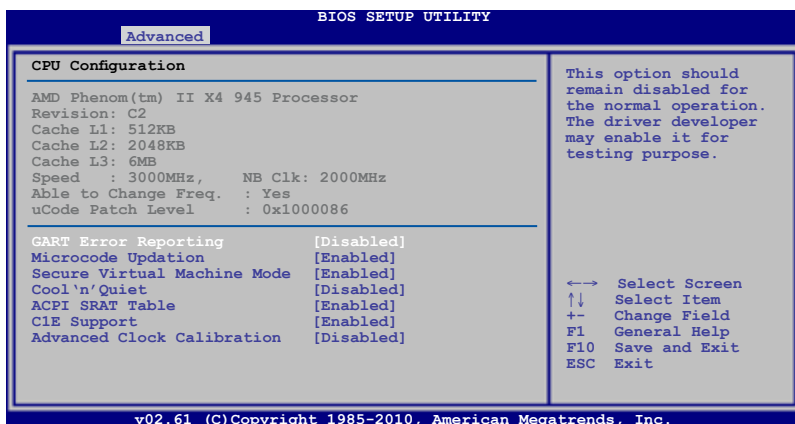 BIOS SETUP UTILITY
Advanced
CPU Configuration
AMD Phenom(tm) II X4 945 Processor
Revision: C2
Cache L1: 512KB
Cache L2: 2048KB
Cache L3: 6MB
Speed : 3000MHz, NB Clk: 2000MHz
Able to Change Freq. : Yes
uCode Patch Level : 0x1000086
GART Error Reporting [Disabled]
Microcode Updation [Enabled]
Secure Virtual Machine Mode [Enabled]
Cool‘n’Quiet [Disabled]
ACPI SRAT Table [Enabled]
C1E Support [Enabled]
Advanced Clock Calibration [Disabled]
This option should
remain disabled for
the normal operation.
The driver developer
may enable it for
testing purpose.
←→ Select Screen
↑↓ Select Item
+- Change Field
F1 General Help
F10 Save and Exit
ESC Exit
v02.61 (C)Copyright 1985-2010, American Megatrends, Inc.